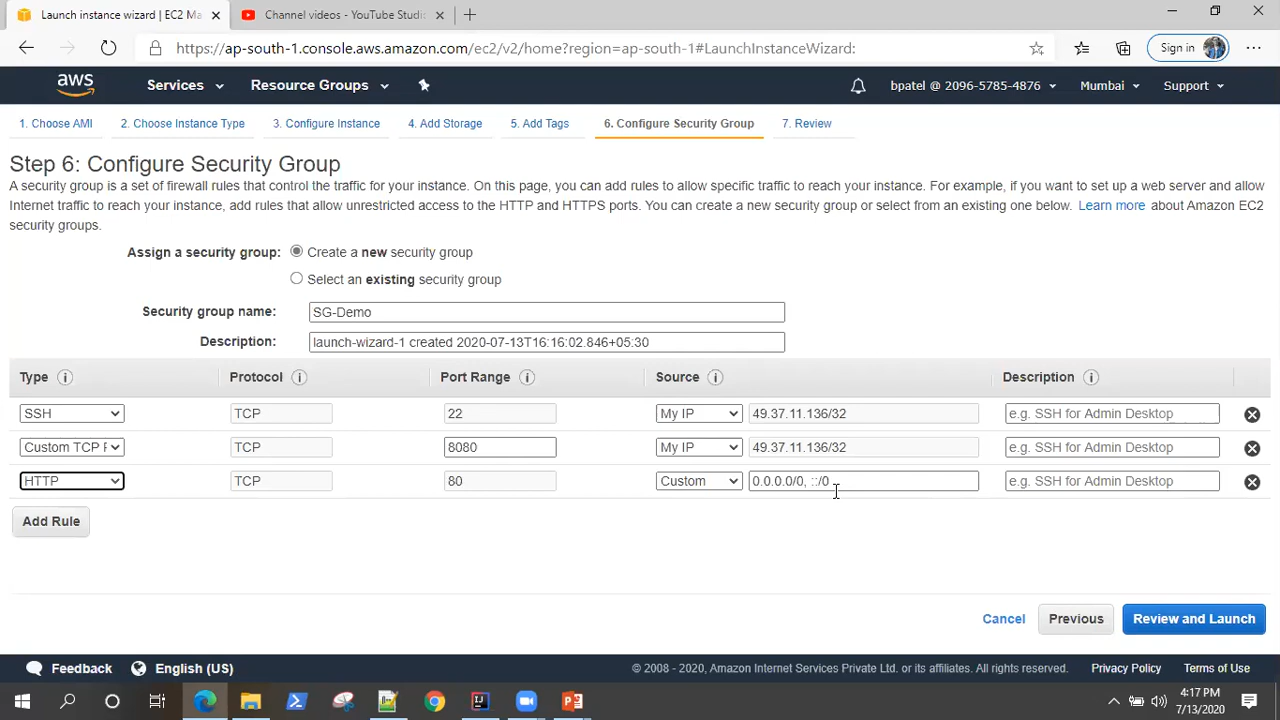 Launch instance wizard | EC2 Ma
Channel videos - YouTube Studi
https://ap-south-1.console.aws.amazon.com/ec2/v2/home?region=ap-south-1#LaunchInstanceWizard:
Sign in
aws
Services
Resource Groups
bpatel @ 2096-5785-4876
Mumbai
Support
1. Choose AMI
2. Choose Instance Type
3. Configure Instance
4. Add Storage
5. Add Tags
6. Configure Security Group
7. Review
Step 6: Configure Security Group
A security group is a set of firewall rules that control the traffic for your instance. On this page, you can add rules to allow specific traffic to reach your instance. For example, if you want to set up a web server and allow
Internet traffic to reach your instance, add rules that allow unrestricted access to the HTTP and HTTPS ports. You can create a new security group or select from an existing one below. Learn more about Amazon EC2
security groups.
Assign a security group: Create a new security group
Select an existing security group
Security group name: SG-Demo
Description: launch-wizard-1 created 2020-07-13T16:16:02.846+05:30
Type i Protocol i Port Range i Source i Description i
SSH TCP 22 My IP 49.37.11.136/32 e.g. SSH for Admin Desktop
Custom TCP F TCP 8080 My IP 49.37.11.136/32 e.g. SSH for Admin Desktop
HTTP TCP 80 Custom 0.0.0.0/0, ::/0 e.g. SSH for Admin Desktop
Add Rule
Cancel
Previous
Review and Launch
Feedback
English (US)
© 2008 - 2020, Amazon Internet Services Private Ltd. or its affiliates. All rights reserved.
Privacy Policy
Terms of Use
4:17 PM
7/13/2020